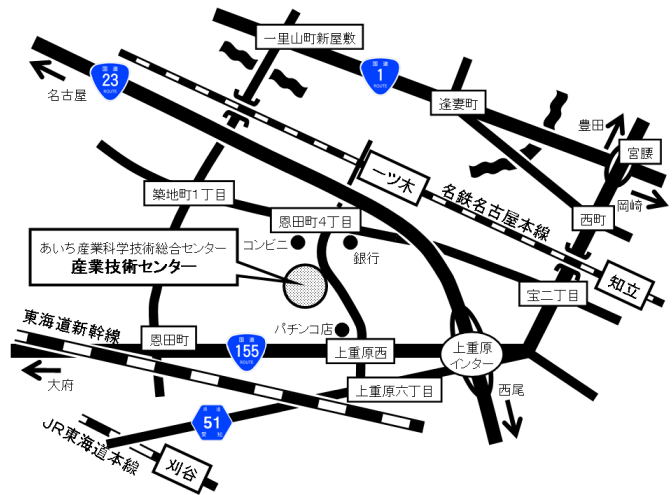 一里山町新屋敷
国道
1
ROUTE
国道
23
ROUTE
名古屋
逢妻町
豊田
宮腰
一ツ木
名鉄名古屋本線
岡崎
築地町1丁目
恩田町4丁目
西町
あいち産業科学技術総合センター
産業技術センター
コンビニ
銀行
知立
宝二丁目
東海道新幹線
恩田町
国道
155
ROUTE
パチンコ店
上重原西
上重原
インター
大府
上重原六丁目
西尾
県道
51
愛知
JR東海道本線
刈谷